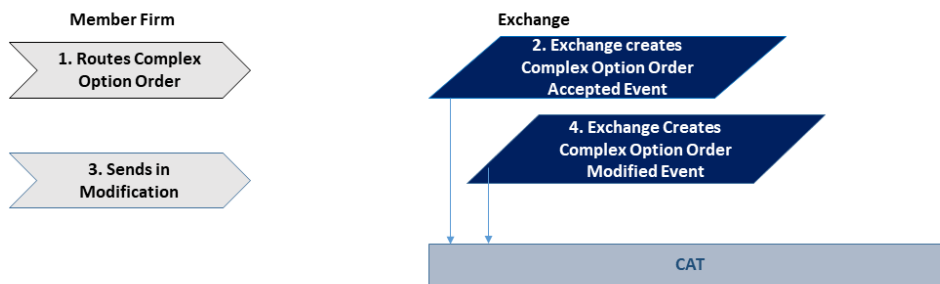 Member Firm
Exchange
1. Routes Complex
Option Order
2. Exchange creates
Complex Option Order
Accepted Event
3. Sends in
Modification
4. Exchange Creates
Complex Option Order
Modified Event
CAT